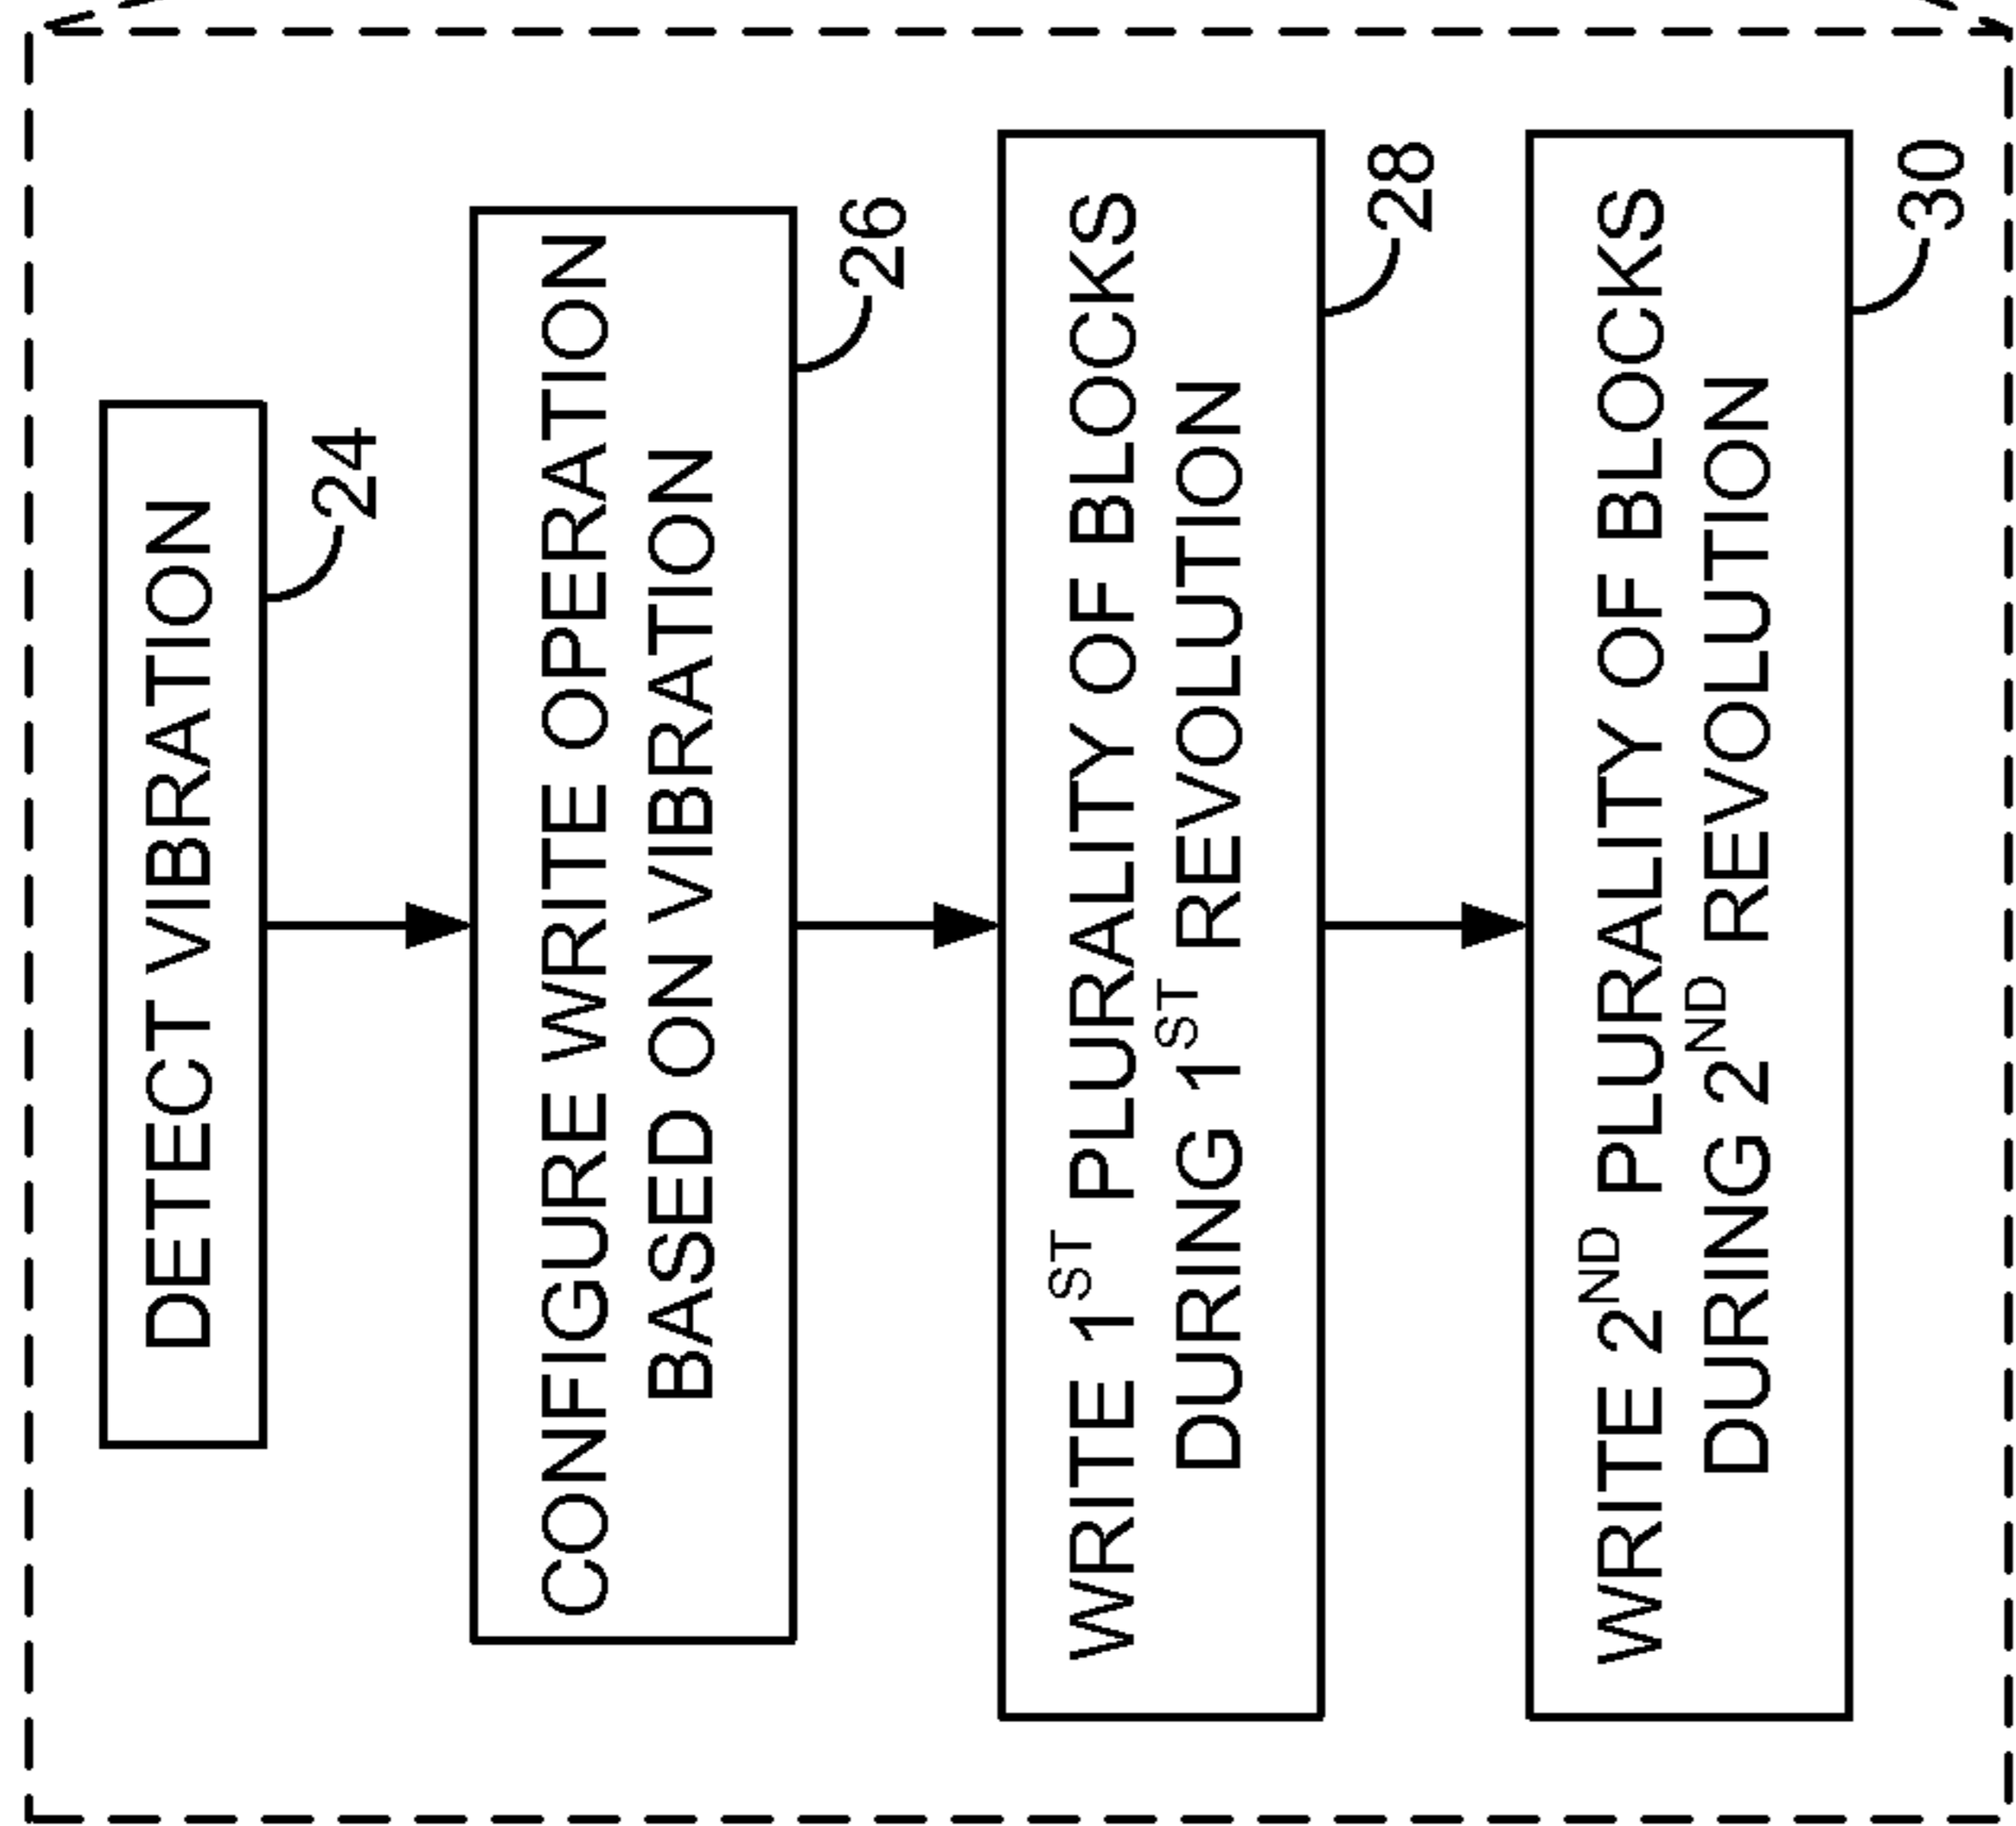 DETECT VIBRATION
24
CONFIGURE WRITE OPERATION
BASED ON VIBRATION
26
WRITE 1ST PLURALITY OF BLOCKS
DURING 1ST REVOLUTION
28
WRITE 2ND PLURALITY OF BLOCKS
DURING 2ND REVOLUTION
30